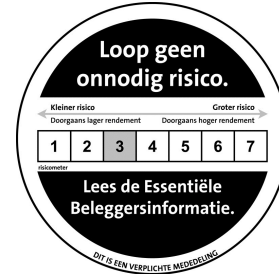 Loop geen
onnodig risico.
Kleiner risico Groter risico
Doorgaans lager rendement Doorgaans hoger rendement
1 2 3 4 5 6 7
risicometer
Lees de Essentiële
Beleggersinformatie.
DIT IS EEN VERPLICHTE MEDEDELING